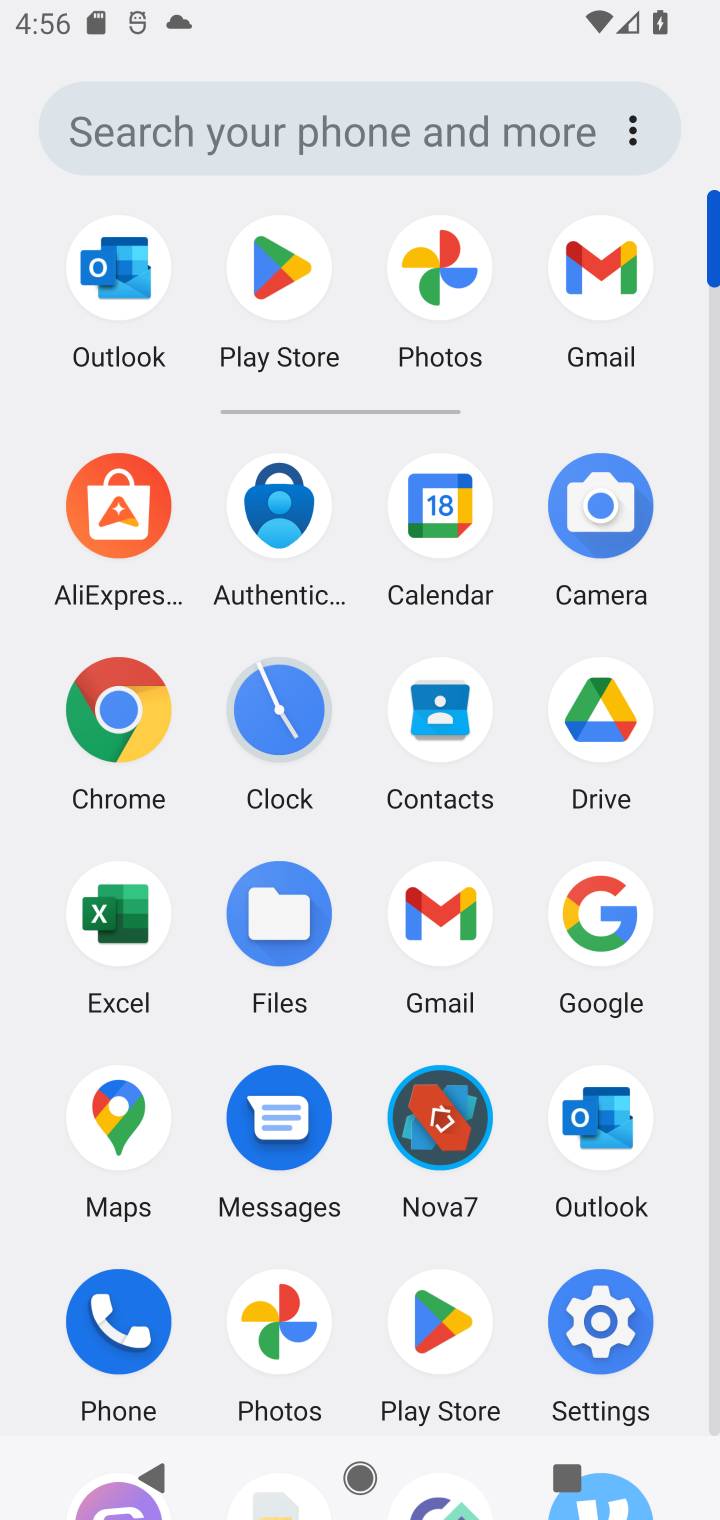 4:56
Search your phone and more
Outlook
Play Store
Photos
Gmail
AliExpres...
Authentic...
18
Calendar
Camera
Chrome
Clock
Contacts
Drive
Excel
Files
Gmail
Google
Maps
Messages
Nova7
Outlook
Phone
Photos
Play Store
Settings